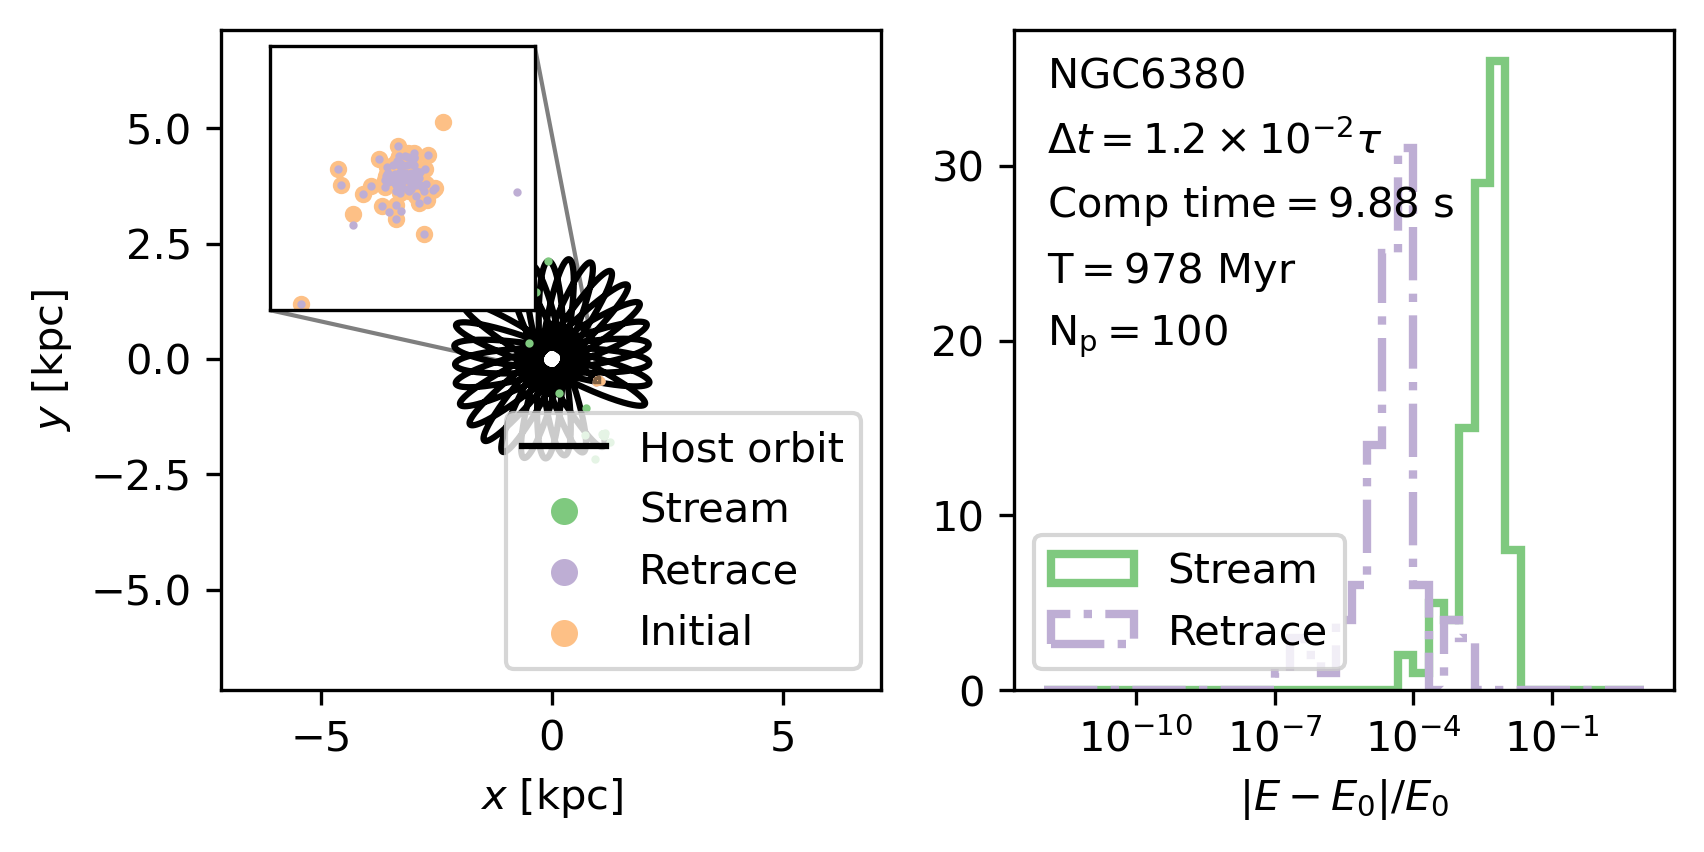 5.0
2.5
0.0
−2.5
−5.0
y [kpc]
−5
0
5
x [kpc]
Host orbit
Stream
Retrace
Initial
30
20
10
0
NGC6380
Δt = 1.2 × 10⁻²τ
Comp time = 9.88 s
T = 978 Myr
Nₚ = 100
Stream
Retrace
10⁻¹⁰
10⁻⁷
10⁻⁴
10⁻¹
|E − E₀|/E₀